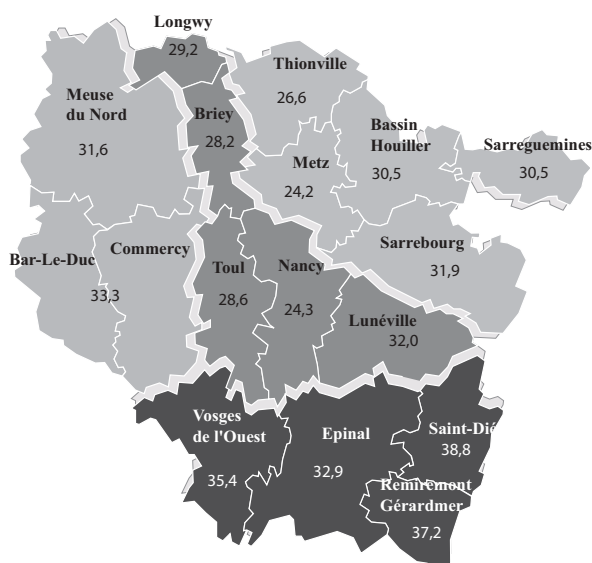 Longwy
29,2
Thionville
26,6
Meuse
du Nord
31,6
Briey
28,2
Bassin
Houiller
30,5
Sarreguemines
30,5
Metz
24,2
Sarrebourg
31,9
Bar-Le-Duc
Commercy
33,3
Toul
28,6
Nancy
24,3
Lunéville
32,0
Vosges
de l'Ouest
35,4
Epinal
32,9
Saint-Dié
38,8
Remiremont
Gérardmer
37,2